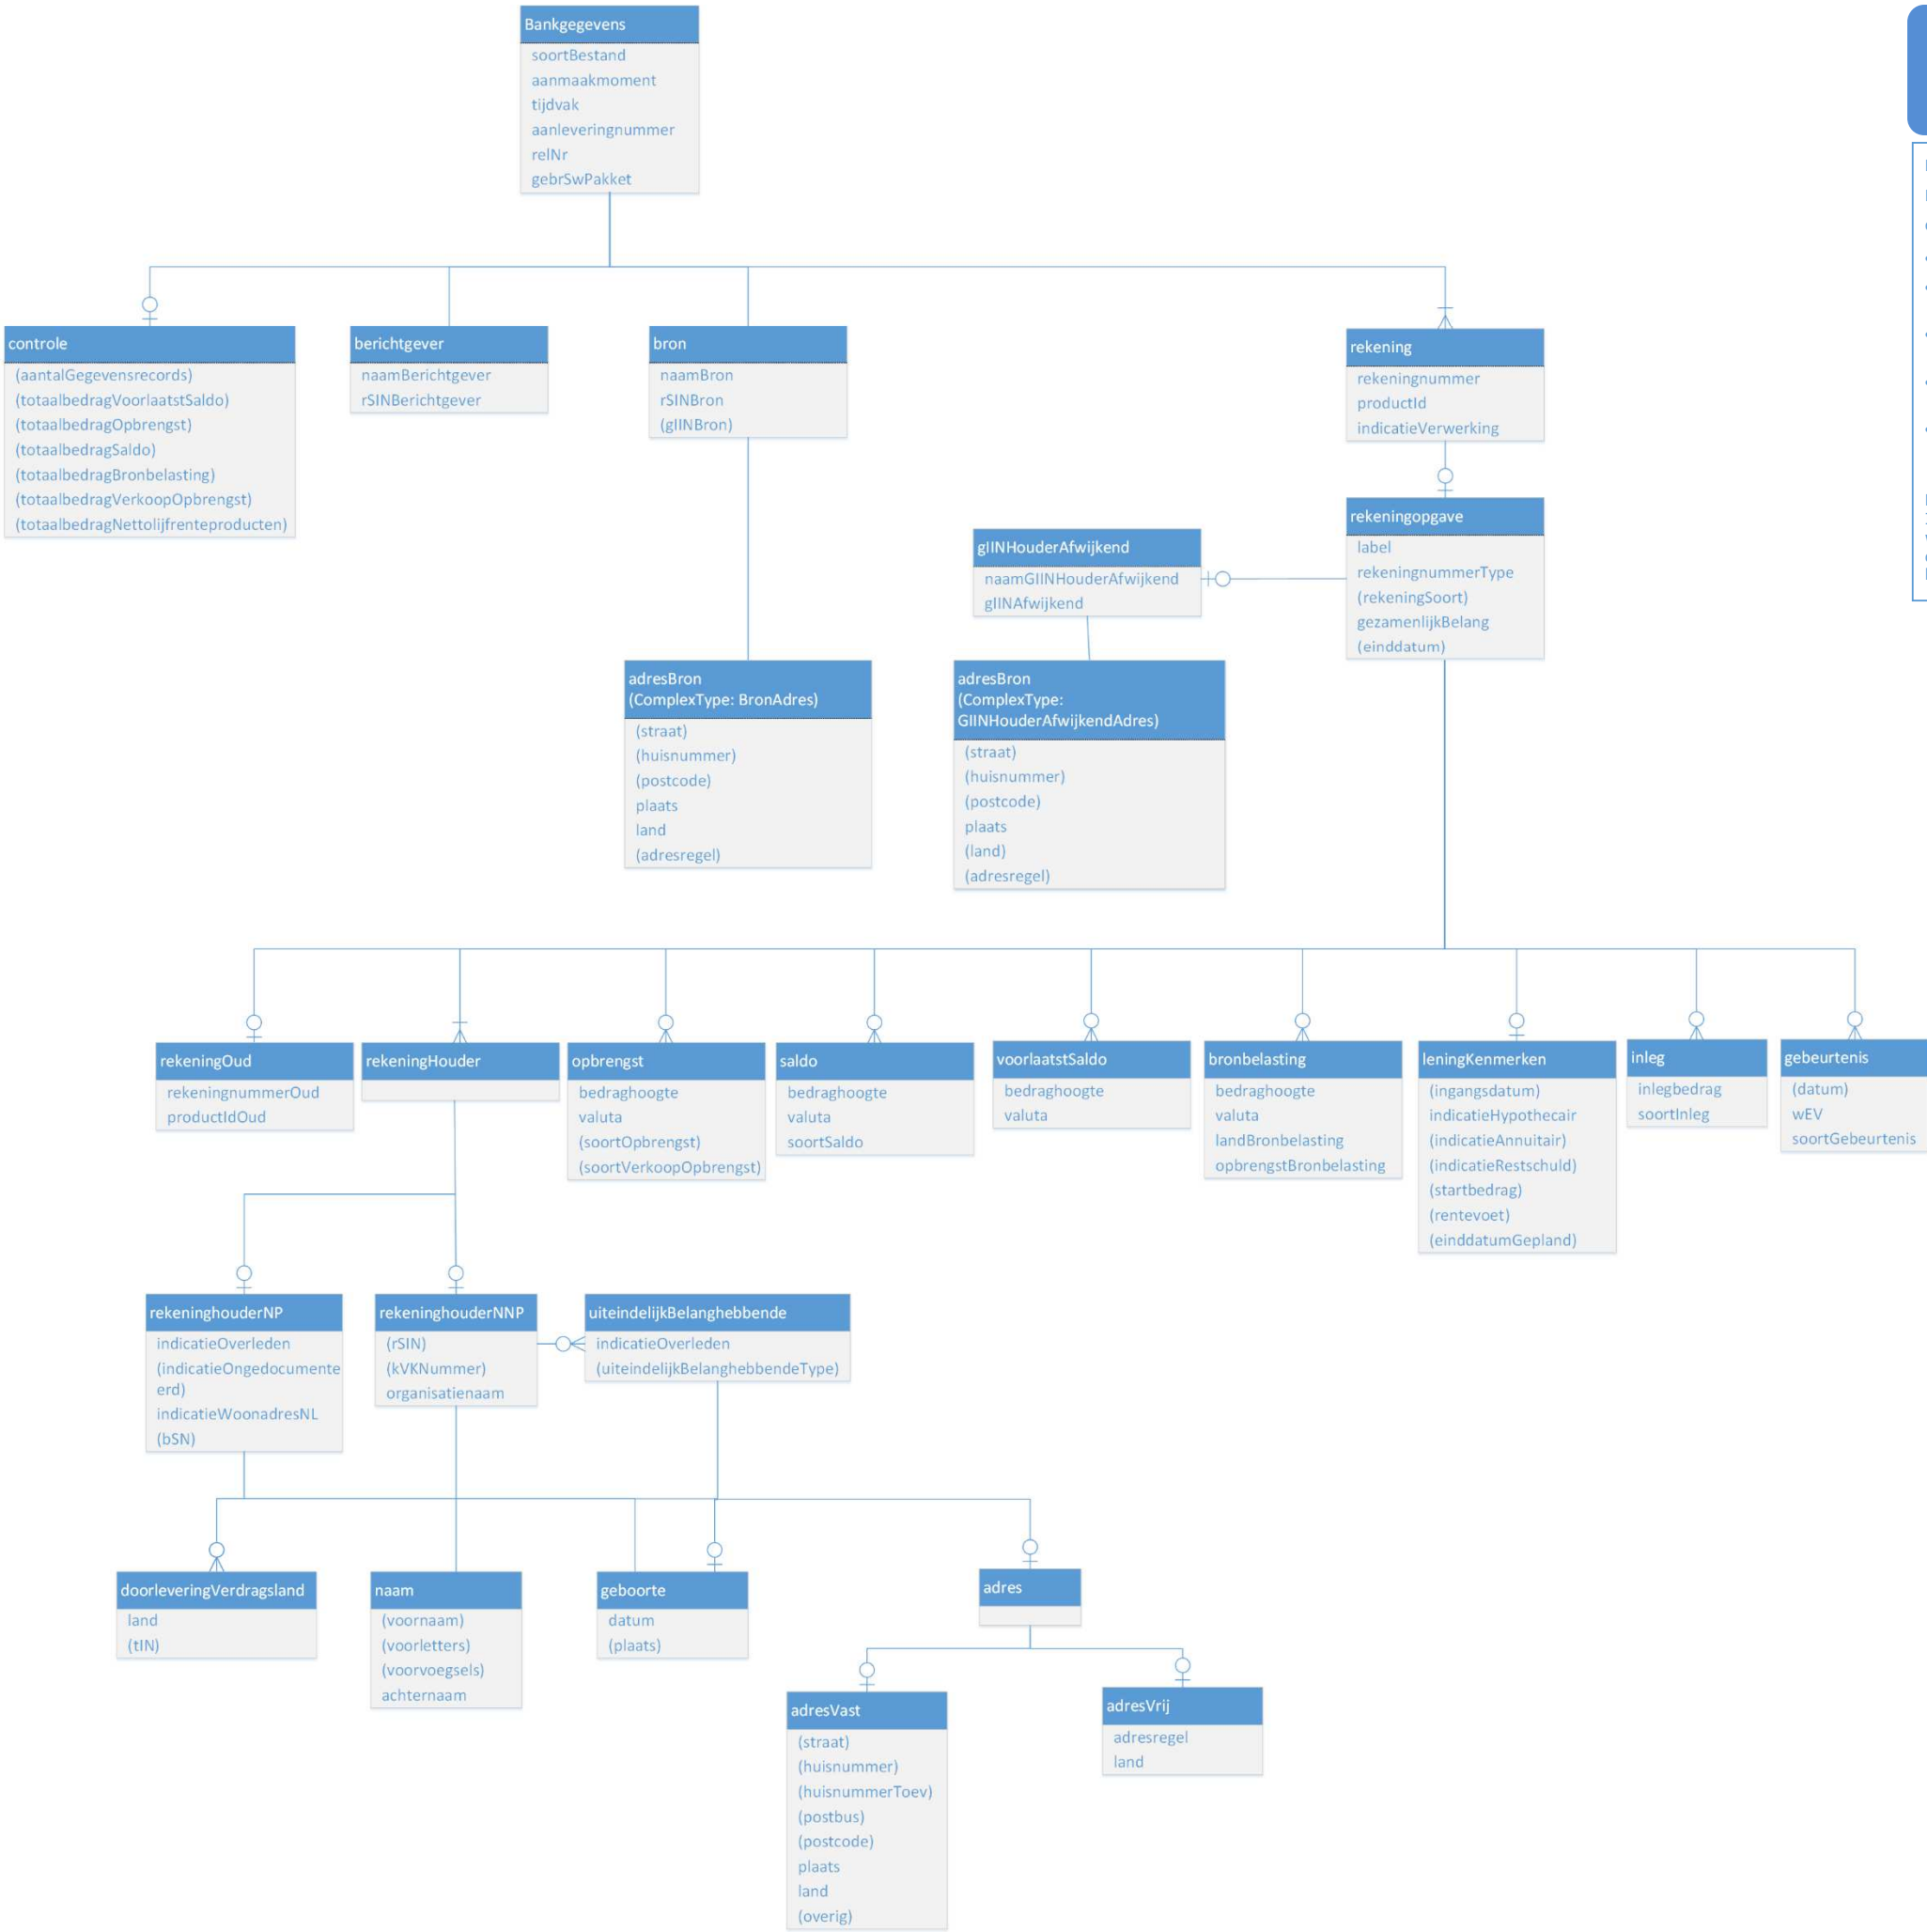 Bankgegevens
soortBestand
aanmaakmoment
tijdvak
aanleveringnummer
relNr
gebrSwPakket
controle
(aantalGegevensrecords)
(totaalbedragVoorlaatstSaldo)
(totaalbedragOpbrengst)
(totaalbedragSaldo)
(totaalbedragBronbelasting)
(totaalbedragVerkoopOpbrengst)
(totaalbedragNettolijfrenteproducten)
berichtgever
naamBerichtgever
rSINBerichtgever
bron
naamBron
rSINBron
(gIINBron)
rekening
rekeningnummer
productId
indicatieVerwerking
rekeningopgave
label
rekeningnummerType
(rekeningSoort)
gezamenlijkBelang
(einddatum)
gIINHouderAfwijkend
naamGIINHouderAfwijkend
gIINAfwijkend
adresBron
(ComplexType: BronAdres)
(straat)
(huisnummer)
(postcode)
plaats
land
(adresregel)
adresBron
(ComplexType:
GIINHouderAfwijkendAdres)
(straat)
(huisnummer)
(postcode)
plaats
(land)
(adresregel)
rekeningOud
rekeningnummerOud
productIdOud
rekeningHouder
opbrengst
bedraghoogte
valuta
(soortOpbrengst)
(soortVerkoopOpbrengst)
saldo
bedraghoogte
valuta
soortSaldo
voorlaatstSaldo
bedraghoogte
valuta
bronbelasting
bedraghoogte
valuta
landBronbelasting
opbrengstBronbelasting
leningKenmerken
(ingangsdatum)
indicatieHypothecair
(indicatieAnnuitair)
(indicatieRestschuld)
(startbedrag)
(rentevoet)
(einddatumGepland)
inleg
inlegbedrag
soortInleg
gebeurtenis
(datum)
wEV
soortGebeurtenis
rekeninghouderNP
indicatieOverleden
(indicatieOngedocumente
erd)
indicatieWoonadresNL
(bSN)
rekeninghouderNNP
(rSIN)
(kVKNummer)
organisatienaam
uiteindelijkBelanghebbende
indicatieOverleden
(uiteindelijkBelanghebbendeType)
doorleveringVerdragsland
land
(tIN)
naam
(voornaam)
(voorletters)
(voorvoegsels)
achternaam
geboorte
datum
(plaats)
adres
adresVast
(straat)
(huisnummer)
(huisnummerToev)
(postbus)
(postcode)
plaats
land
(overig)
adresVrij
adresregel
land